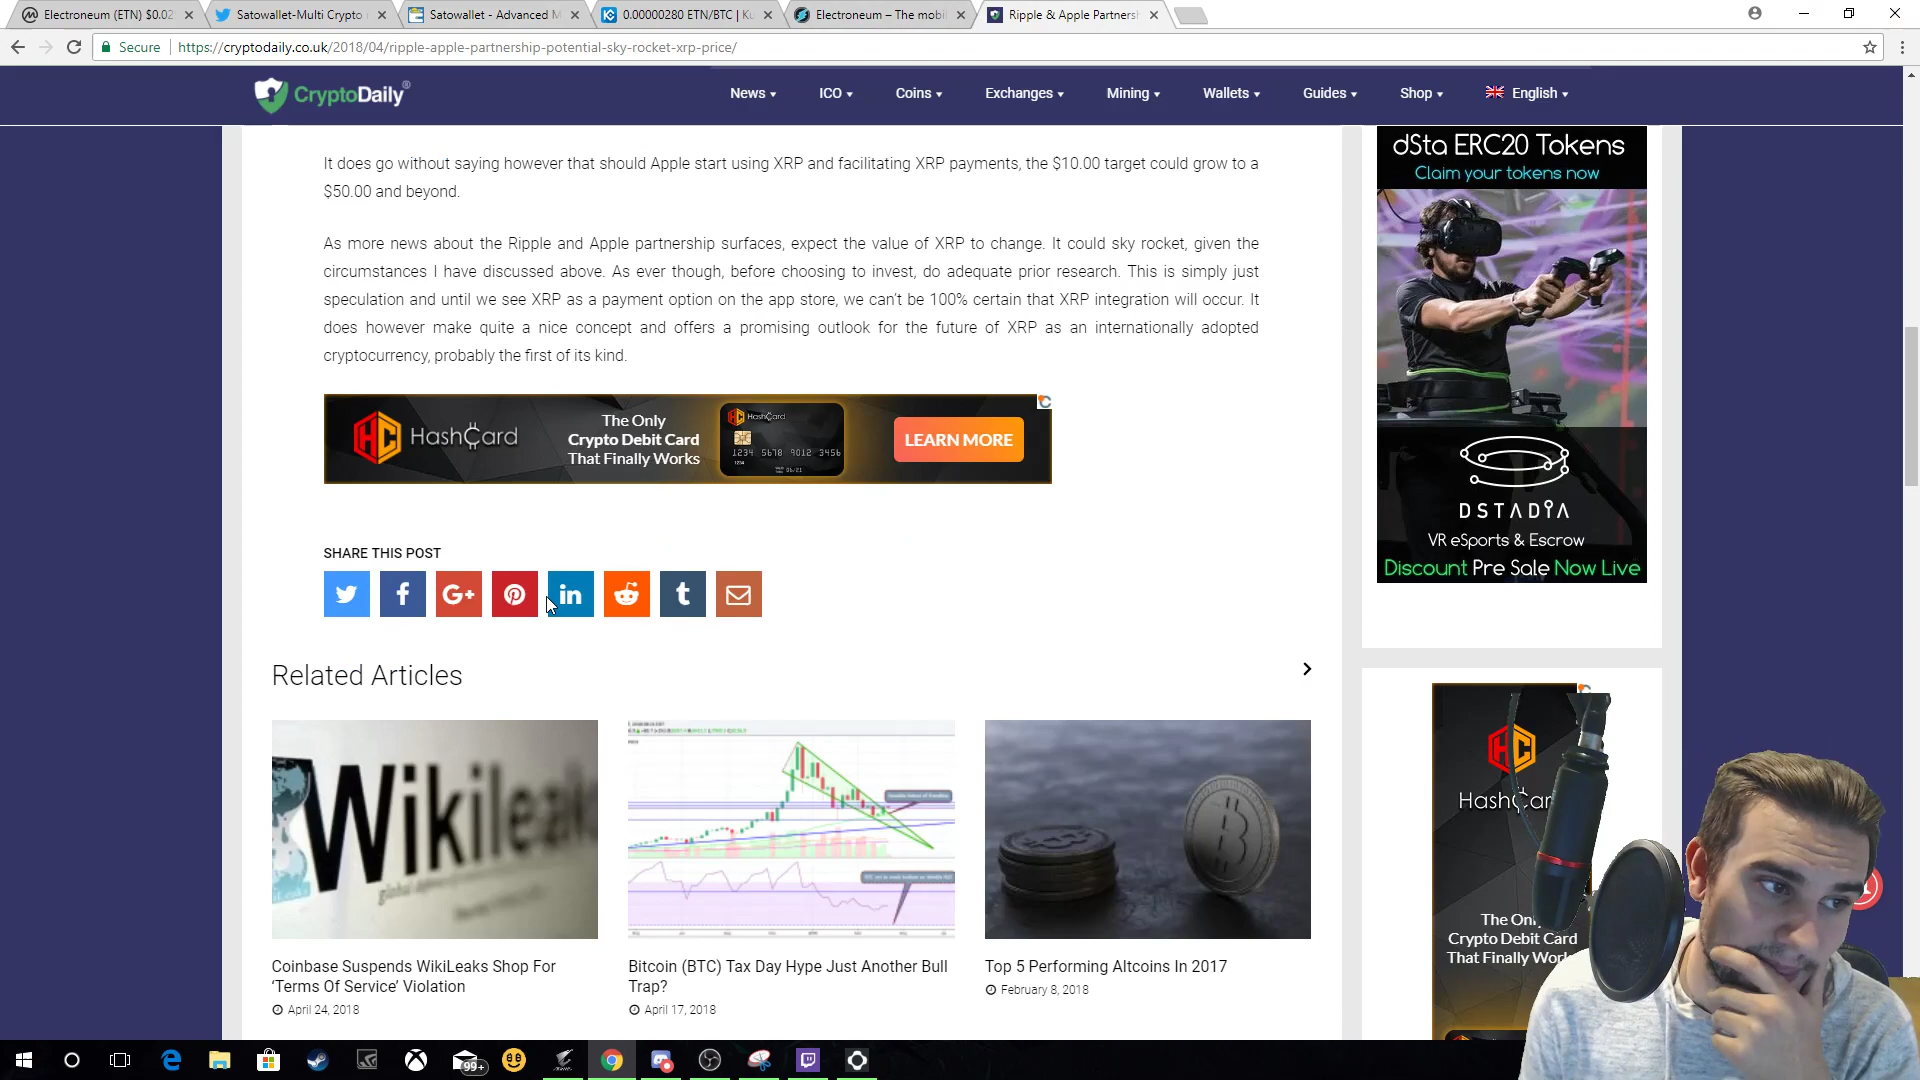 Electroneum (ETN) $0.02
Satowallet-Multi Crypto
Satowallet - Advanced M
0.00000280 ETN/BTC | Ku
Electroneum – The mobi
Ripple & Apple Partners
Secure
https://cryptodaily.co.uk/2018/04/ripple-apple-partnership-potential-sky-rocket-xrp-price/
CryptoDaily®
News
ICO
Coins
Exchanges
Mining
Wallets
Guides
Shop
English
It does go without saying however that should Apple start using XRP and facilitating XRP payments, the $10.00 target could grow to a
$50.00 and beyond.
As more news about the Ripple and Apple partnership surfaces, expect the value of XRP to change. It could sky rocket, given the
circumstances I have discussed above. As ever though, before choosing to invest, do adequate prior research. This is simply just
speculation and until we see XRP as a payment option on the app store, we can't be 100% certain that XRP integration will occur. It
does however make quite a nice concept and offers a promising outlook for the future of XRP as an internationally adopted
cryptocurrency, probably the first of its kind.
HC HashCard
The Only
Crypto Debit Card
That Finally Works
HashCard
1234 5678 9012 3456
1234
LEARN MORE
SHARE THIS POST
Related Articles
Wikileak
Coinbase Suspends WikiLeaks Shop For
‘Terms Of Service’ Violation
April 24, 2018
Bitcoin (BTC) Tax Day Hype Just Another Bull
Trap?
April 17, 2018
Top 5 Performing Altcoins In 2017
February 8, 2018
dSta ERC20 Tokens
Claim your tokens now
DSTADIA
VR eSports & Escrow
Discount Pre Sale Now Live
HC
HashCar
The Only
Crypto Debit Card
That Finally Work
99+